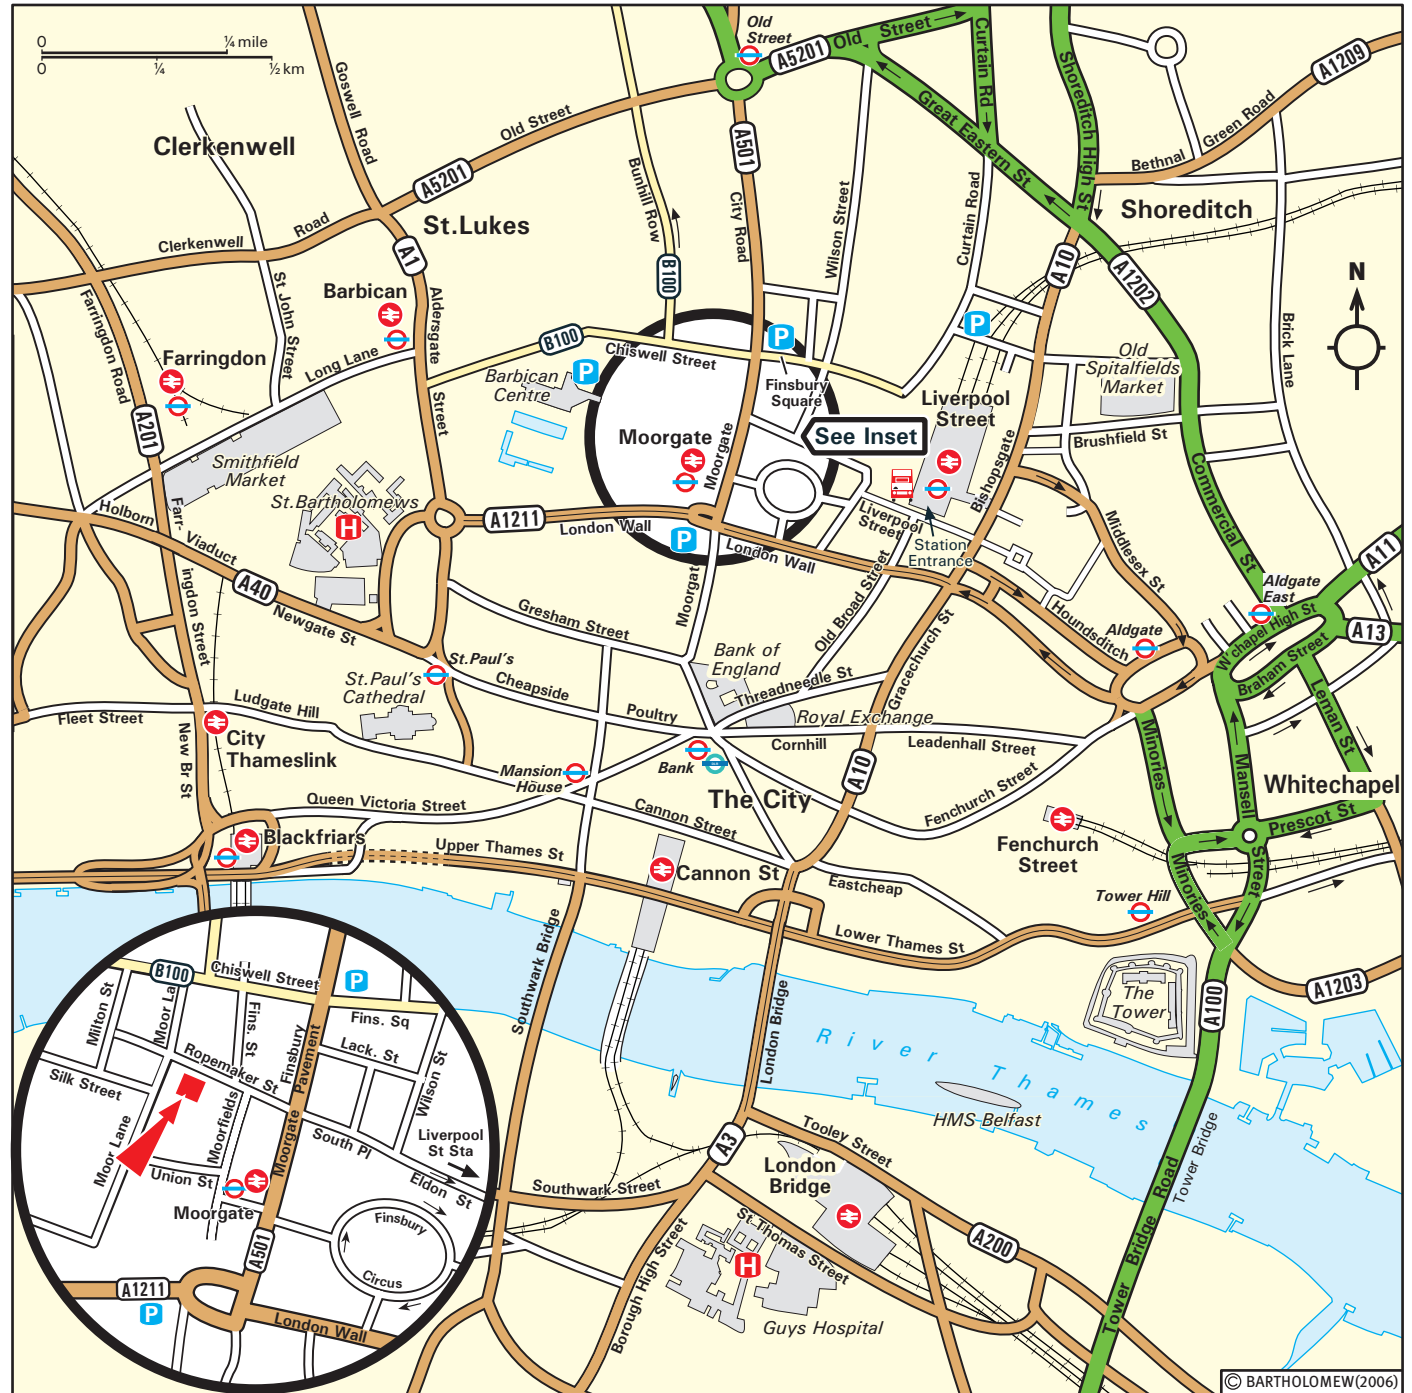 0
¼ mile
0
¼
½ km
Old
Street
A5201
Old Street
Curtain Rd
Shoreditch High St
A1209
Green Road
Bethnal
Goswell Road
Clerkenwell
Old Street
A5201
A501
Great Eastern St
Bunhill Row
City Road
Wilson Street
Curtain Road
Shoreditch
St.Lukes
Road
Clerkenwell
A1
B100
A10
A1202
N
St John Street
Farringdon Road
Barbican
Aldersgate
Street
Long Lane
B100
Chiswell Street
P
P
Brick Lane
Farringdon
Barbican
Centre
P
Finsbury
Square
Old
Spitalfields
Market
Liverpool
Street
See Inset
Brushfield St
A201
Moorgate
Moorgate
Smithfield
Market
St.Bartholomews
H
Bishopsgate
Commercial St
Holborn
Viaduct
Farr-
ingdon Street
A1211
London Wall
P
London Wall
Liverpool
Street
Station
Entrance
Middlesex St
A11
A40
Newgate St
Gresham Street
Moorgate
Old Broad Street
Gracechurch St
Houndsditch
Aldgate
Aldgate
East
W'chapel High St
A13
Braham Street
St.Paul's
St.Paul's
Cathedral
Cheapside
Bank of
England
Threadneedle St
Leman St
Ludgate Hill
Fleet Street
New Br St
City
Thameslink
Poultry
Royal Exchange
Cornhill
Leadenhall Street
Minories
Mansell
Street
Mansion
House
Bank
A10
The City
Fenchurch Street
Whitechapel
Queen Victoria Street
Cannon Street
Prescot St
Blackfriars
Upper Thames St
Fenchurch
Street
Cannon St
Eastcheap
Minories
Tower Hill
Southwark Bridge
Lower Thames St
A1203
The
Tower
A100
London Bridge
River Thames
HMS Belfast
B100
Chiswell Street
P
Milton St
Moor La
Fins. St
Finsbury
Pavement
Fins. Sq
Lack. St
Wilson St
Ropemaker St
Silk Street
Moor Lane
Moorfields
Moorgate
South Pl
Liverpool
St Sta
Union St
Eldon St
Moorgate
A501
Finsbury
Circus
A1211
P
London Wall
A3
Tooley Street
London
Bridge
Southwark Street
St.Thomas Street
A200
Tower Bridge
Tower Bridge Road
Borough High Street
H
Guys Hospital
© BARTHOLOMEW(2006)